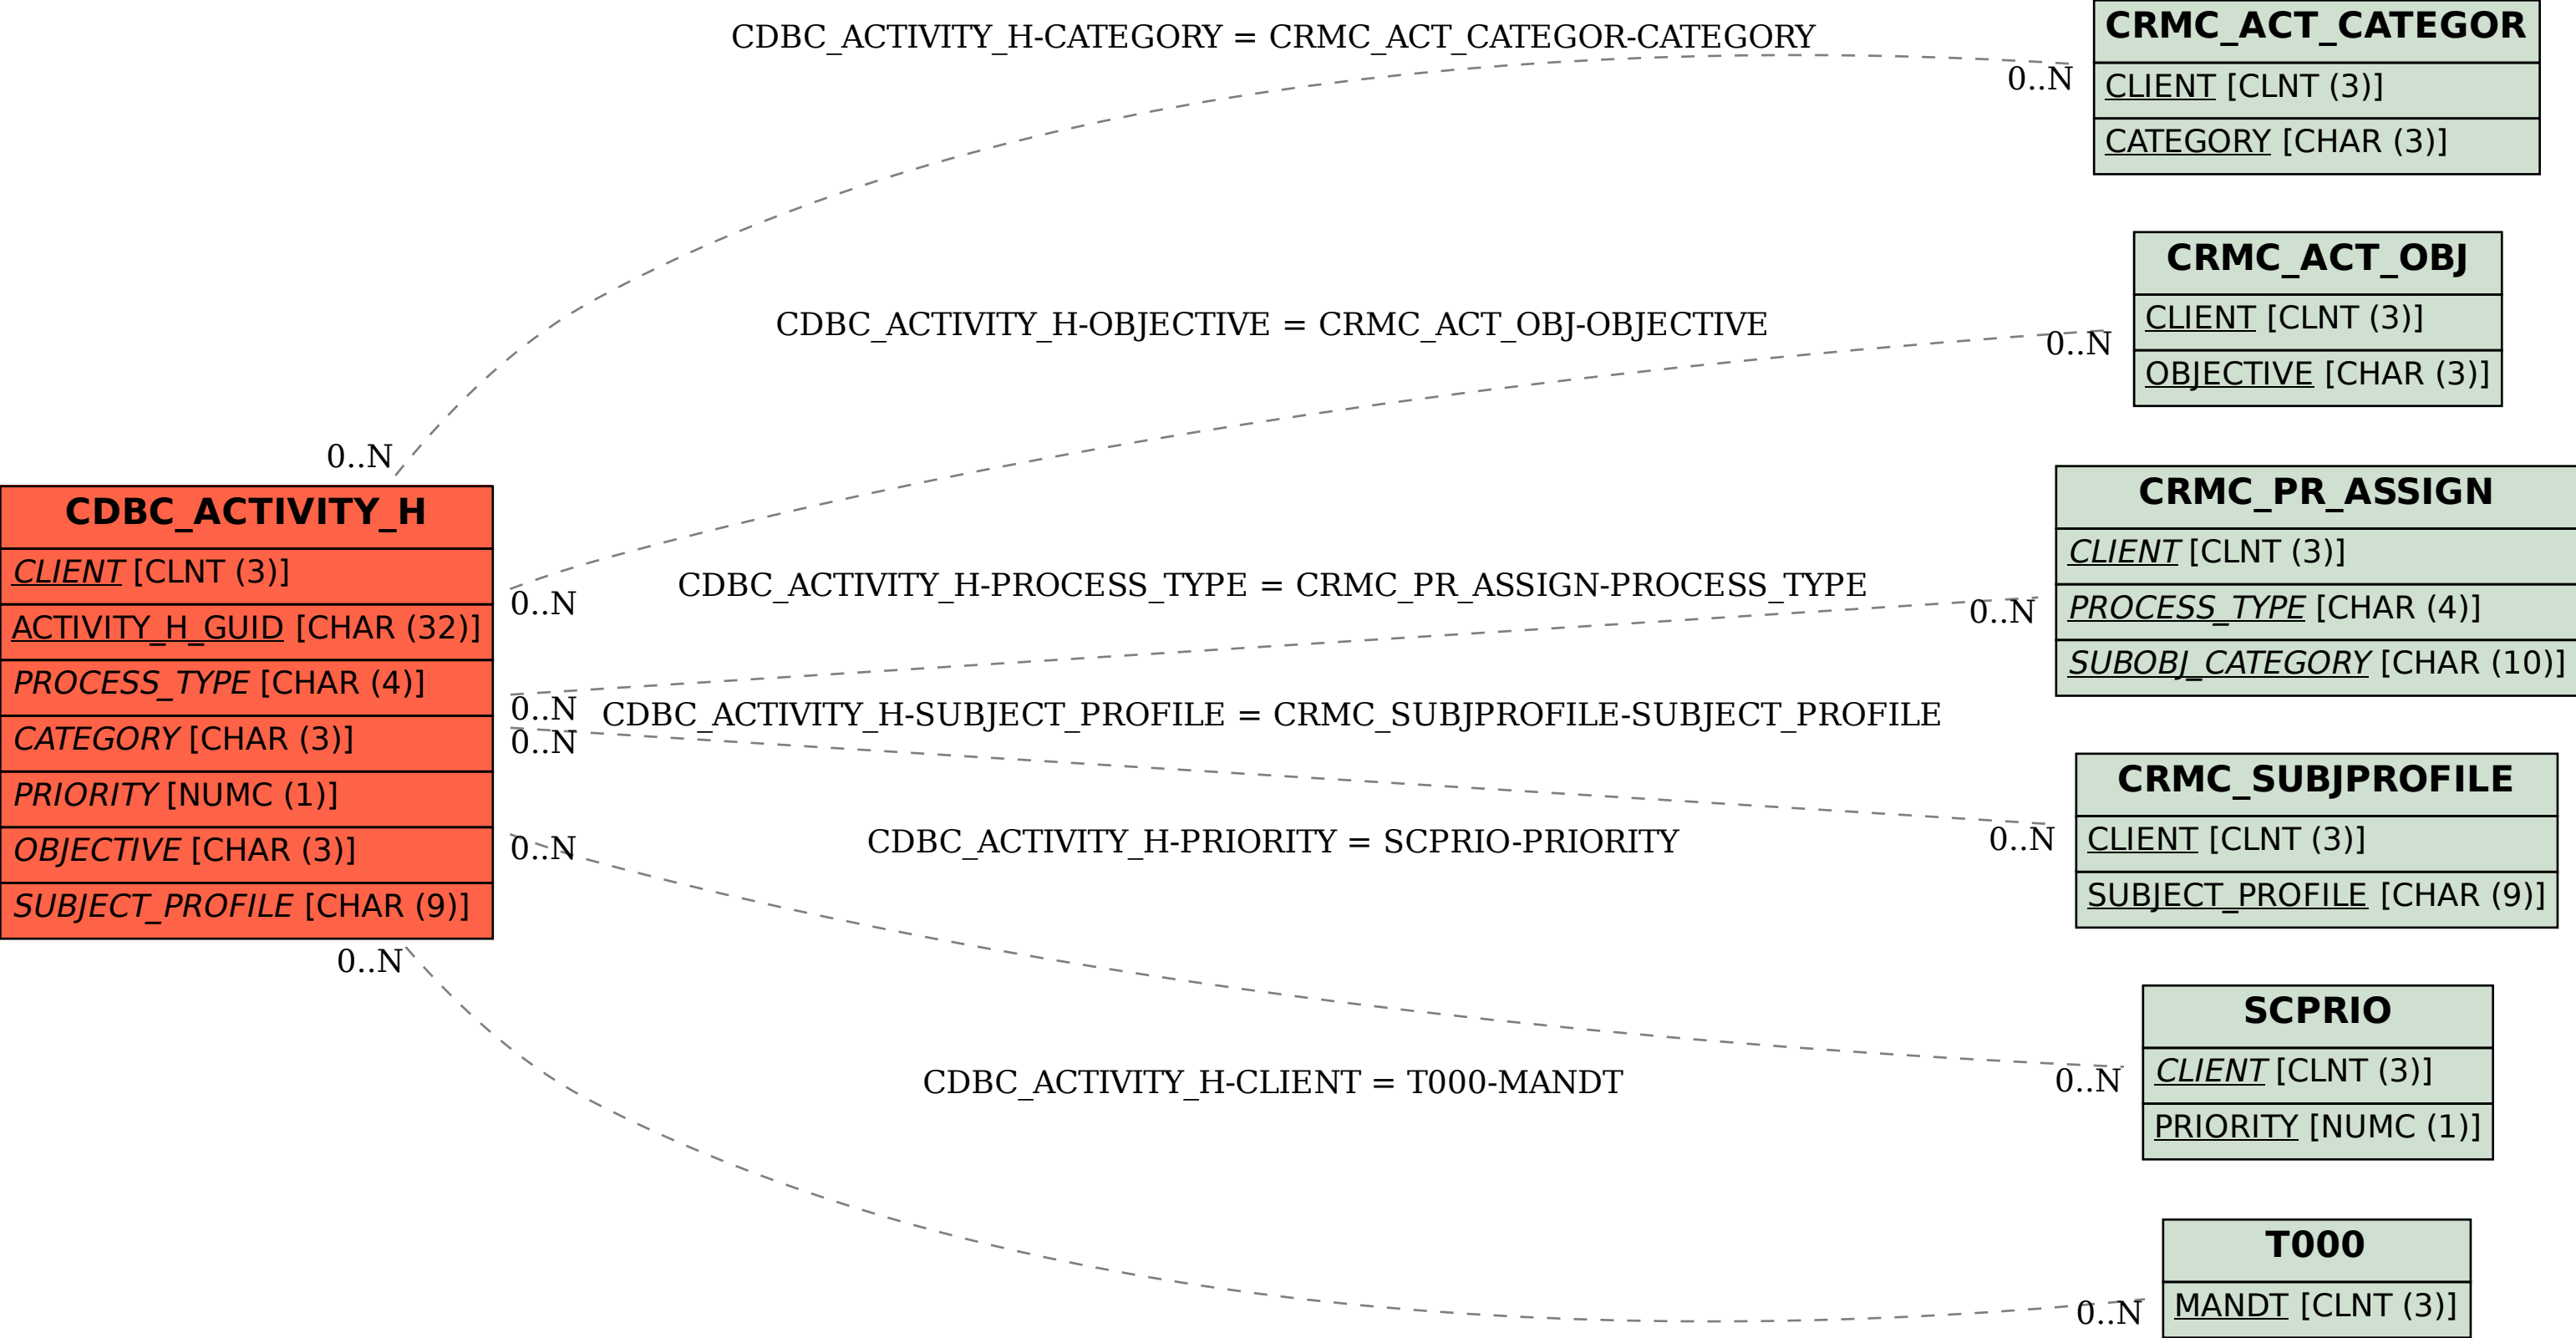 CDBC_ACTIVITY_H-CATEGORY = CRMC_ACT_CATEGOR-CATEGORY
0..N
0..N
CRMC_ACT_CATEGOR
CLIENT [CLNT (3)]
CATEGORY [CHAR (3)]
CDBC_ACTIVITY_H-OBJECTIVE = CRMC_ACT_OBJ-OBJECTIVE
0..N
0..N
CRMC_ACT_OBJ
CLIENT [CLNT (3)]
OBJECTIVE [CHAR (3)]
CDBC_ACTIVITY_H
CLIENT [CLNT (3)]
ACTIVITY_H_GUID [CHAR (32)]
PROCESS_TYPE [CHAR (4)]
CATEGORY [CHAR (3)]
PRIORITY [NUMC (1)]
OBJECTIVE [CHAR (3)]
SUBJECT_PROFILE [CHAR (9)]
CDBC_ACTIVITY_H-PROCESS_TYPE = CRMC_PR_ASSIGN-PROCESS_TYPE
0..N
0..N
CRMC_PR_ASSIGN
CLIENT [CLNT (3)]
PROCESS_TYPE [CHAR (4)]
SUBOBJ_CATEGORY [CHAR (10)]
CDBC_ACTIVITY_H-SUBJECT_PROFILE = CRMC_SUBJPROFILE-SUBJECT_PROFILE
0..N
0..N
CRMC_SUBJPROFILE
CLIENT [CLNT (3)]
SUBJECT_PROFILE [CHAR (9)]
CDBC_ACTIVITY_H-PRIORITY = SCPRIO-PRIORITY
0..N
0..N
SCPRIO
CLIENT [CLNT (3)]
PRIORITY [NUMC (1)]
CDBC_ACTIVITY_H-CLIENT = T000-MANDT
0..N
0..N
T000
MANDT [CLNT (3)]